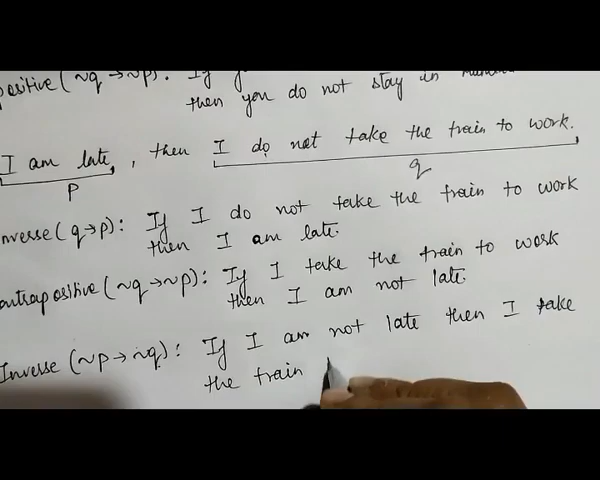 positive (~q → ~p): If y
then you do not stay in
I am late, then I do not take the train to work.
p q
nverse (q→p): If I do not take the train to work
then I am late.
ontrapositive (~q → ~p): If I take the train to work
then I am not late.
Inverse (~p → ~q): If I am not late then I take
the train